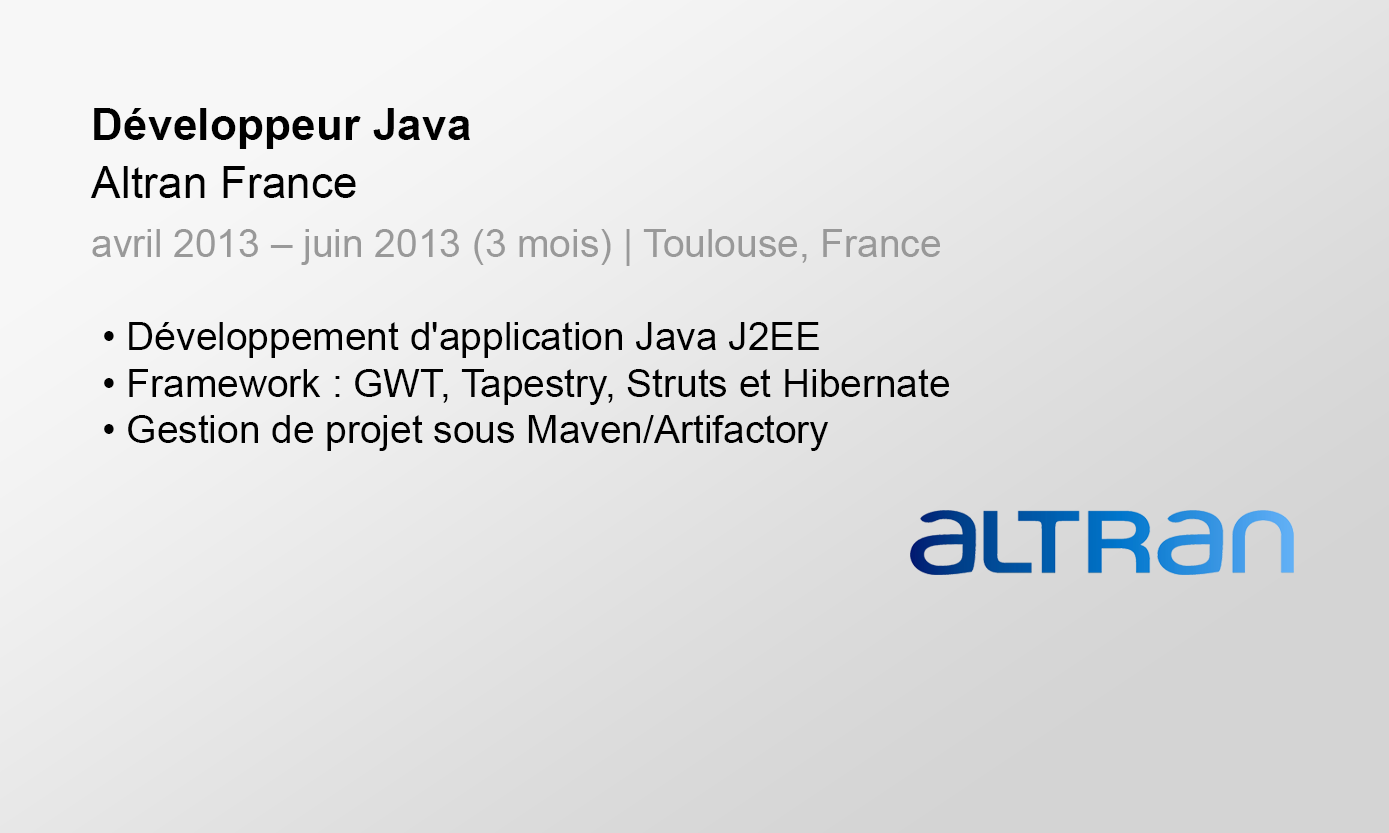 Développeur Java
Altran France
avril 2013 – juin 2013 (3 mois) | Toulouse, France
• Développement d'application Java J2EE
• Framework : GWT, Tapestry, Struts et Hibernate
• Gestion de projet sous Maven/Artifactory
aLTRan